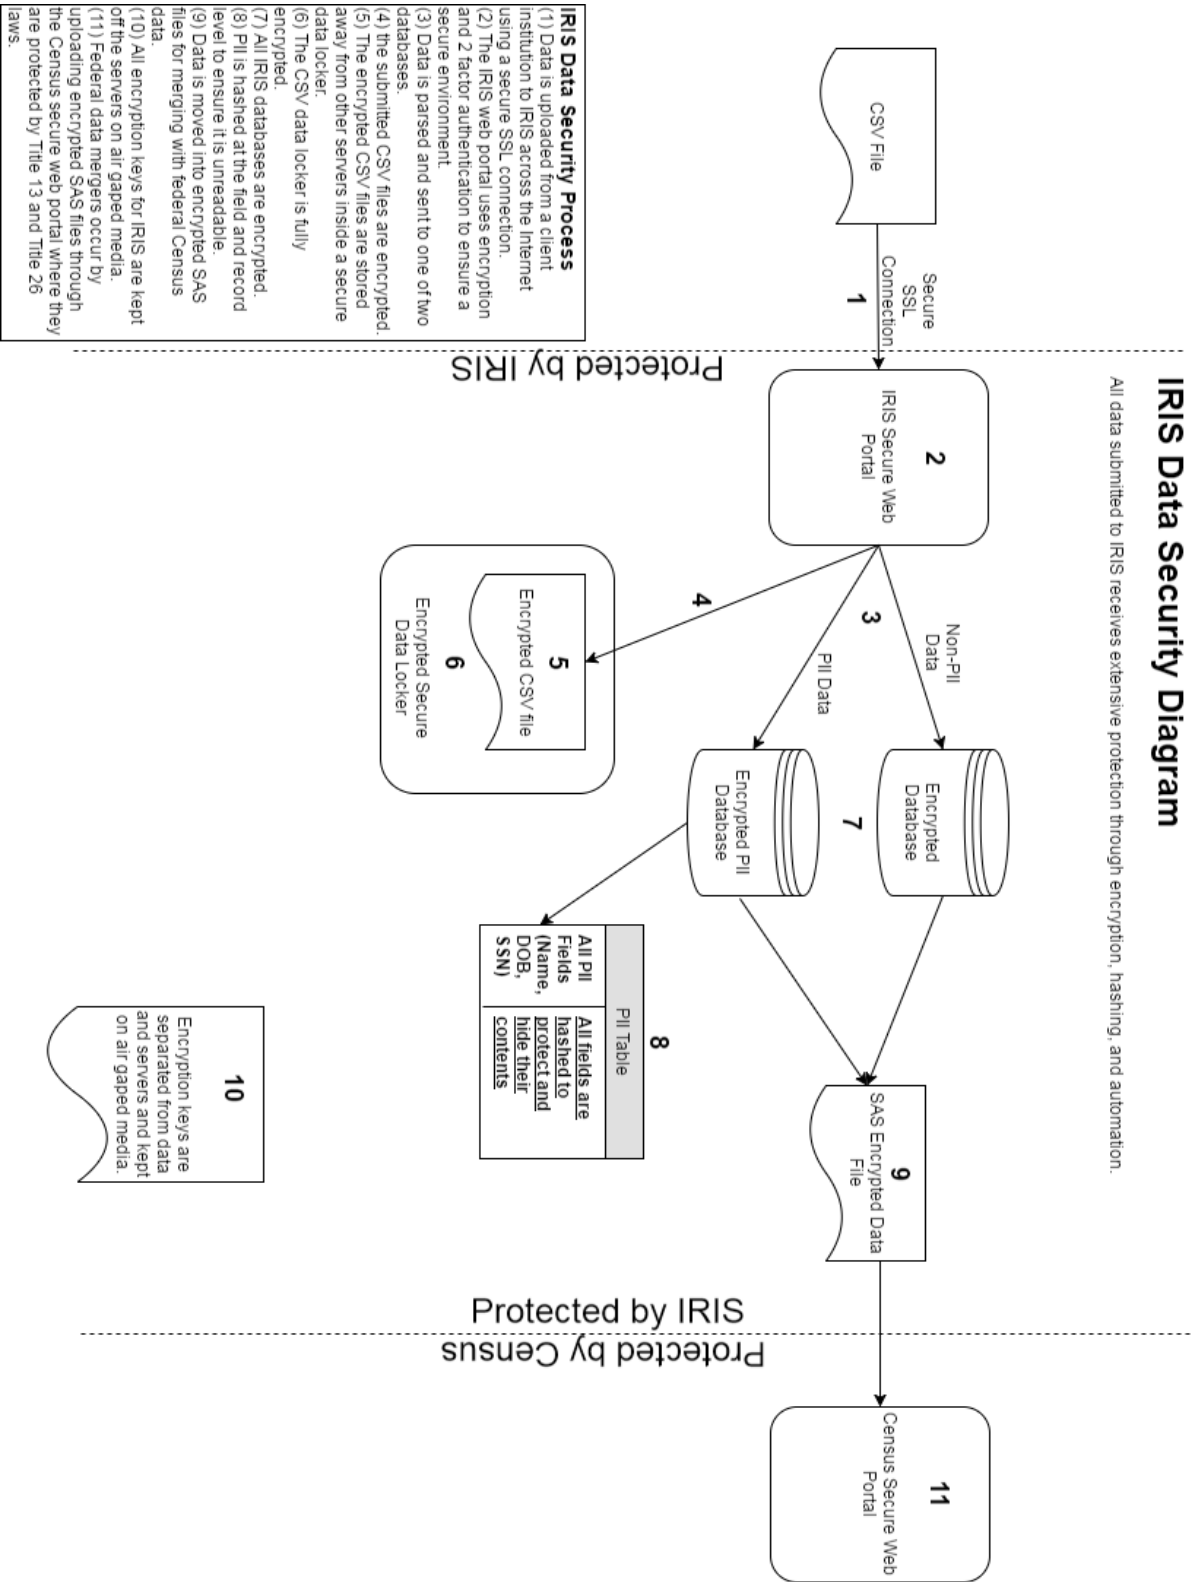 IRIS Data Security Diagram
All data submitted to IRIS receives extensive protection through encryption, hashing, and automation.
CSV File
Secure
SSL
Connection
1
2
IRIS Secure Web
Portal
Non-PII
Data
3
PII Data
4
Encrypted
Database
7
Encrypted PII
Database
5
Encrypted CSV file
6
Encrypted Secure
Data Locker
8
PII Table
All PII
Fields
(Name,
DOB,
SSN)
All fields are
hashed to
protect and
hide their
contents
9
SAS Encrypted Data
File
10
Encryption keys are
separated from data
and servers and kept
on air gaped media.
11
Census Secure Web
Portal
Protected by IRIS
Protected by IRIS
Protected by Census
IRIS Data Security Process
(1) Data is uploaded from a client
institution to IRIS across the Internet
using a secure SSL connection.
(2) The IRIS web portal uses encryption
and 2 factor authentication to ensure a
secure environment.
(3) Data is parsed and sent to one of two
databases.
(4) the submitted CSV files are encrypted.
(5) The encrypted CSV files are stored
away from other servers inside a secure
data locker.
(6) The CSV data locker is fully
encrypted.
(7) All IRIS databases are encrypted.
(8) PII is hashed at the field and record
level to ensure it is unreadable.
(9) Data is moved into encrypted SAS
files for merging with federal Census
data.
(10) All encryption keys for IRIS are kept
off the servers on air gaped media.
(11) Federal data mergers occur by
uploading encrypted SAS files through
the Census secure web portal where they
are protected by Title 13 and Title 26
laws.